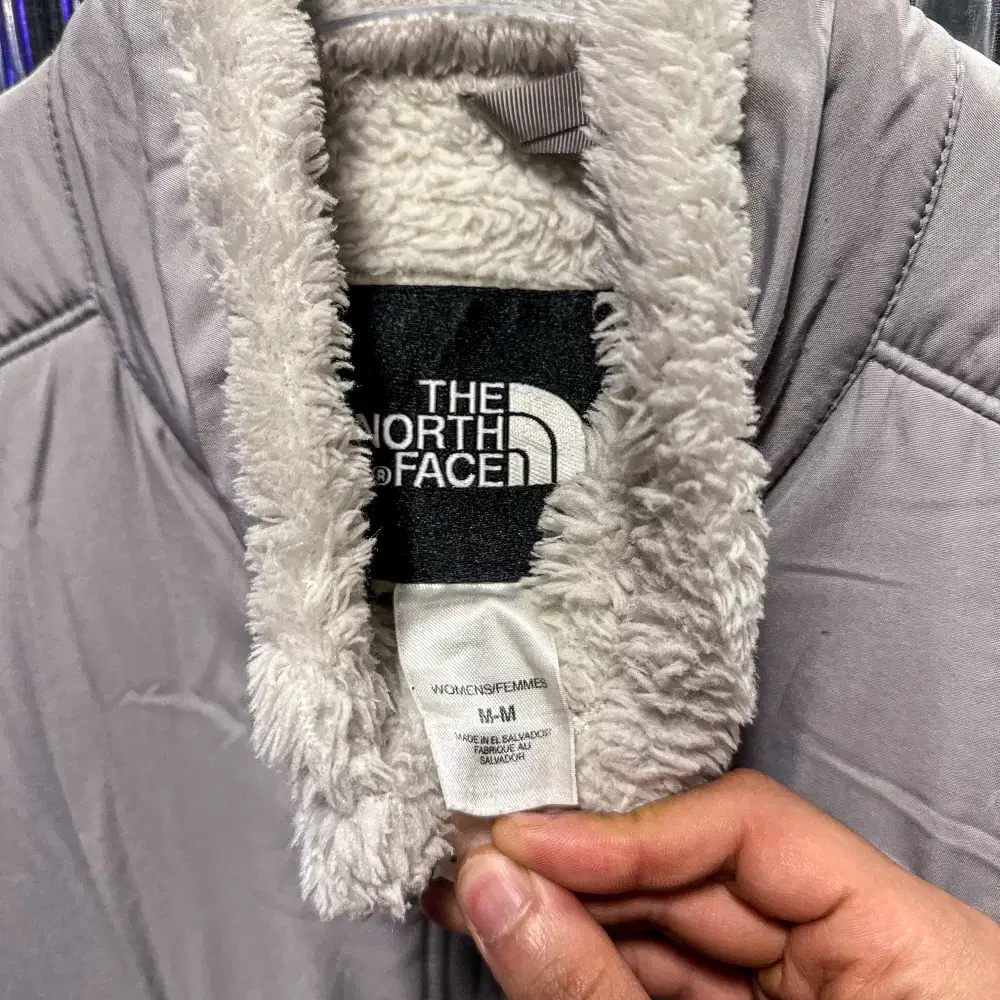 THE
NORTH
® FACE
WOMENS/FEMMES
M-M
MADE IN EL SALVADOR
FABRIQUE AU
SALVADOR